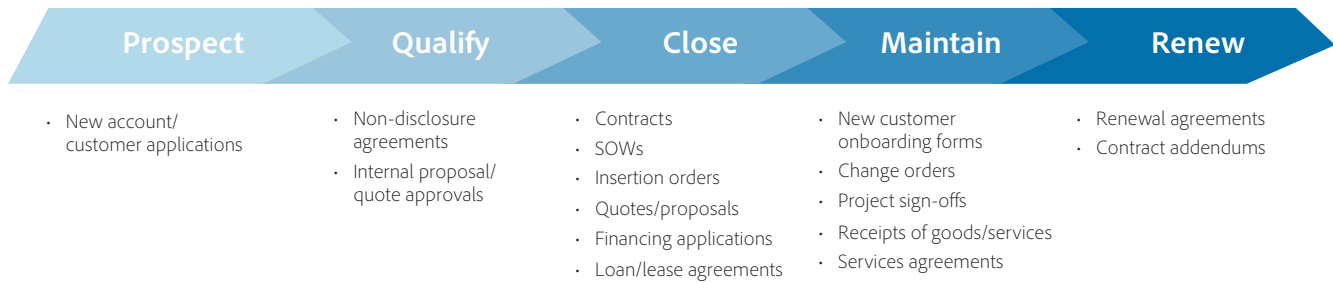 Prospect
Qualify
Close
Maintain
Renew
• New account/
customer applications
• Non-disclosure
agreements
• Internal proposal/
quote approvals
• Contracts
• SOWs
• Insertion orders
• Quotes/proposals
• Financing applications
• Loan/lease agreements
• New customer
onboarding forms
• Change orders
• Project sign-offs
• Receipts of goods/services
• Services agreements
• Renewal agreements
• Contract addendums